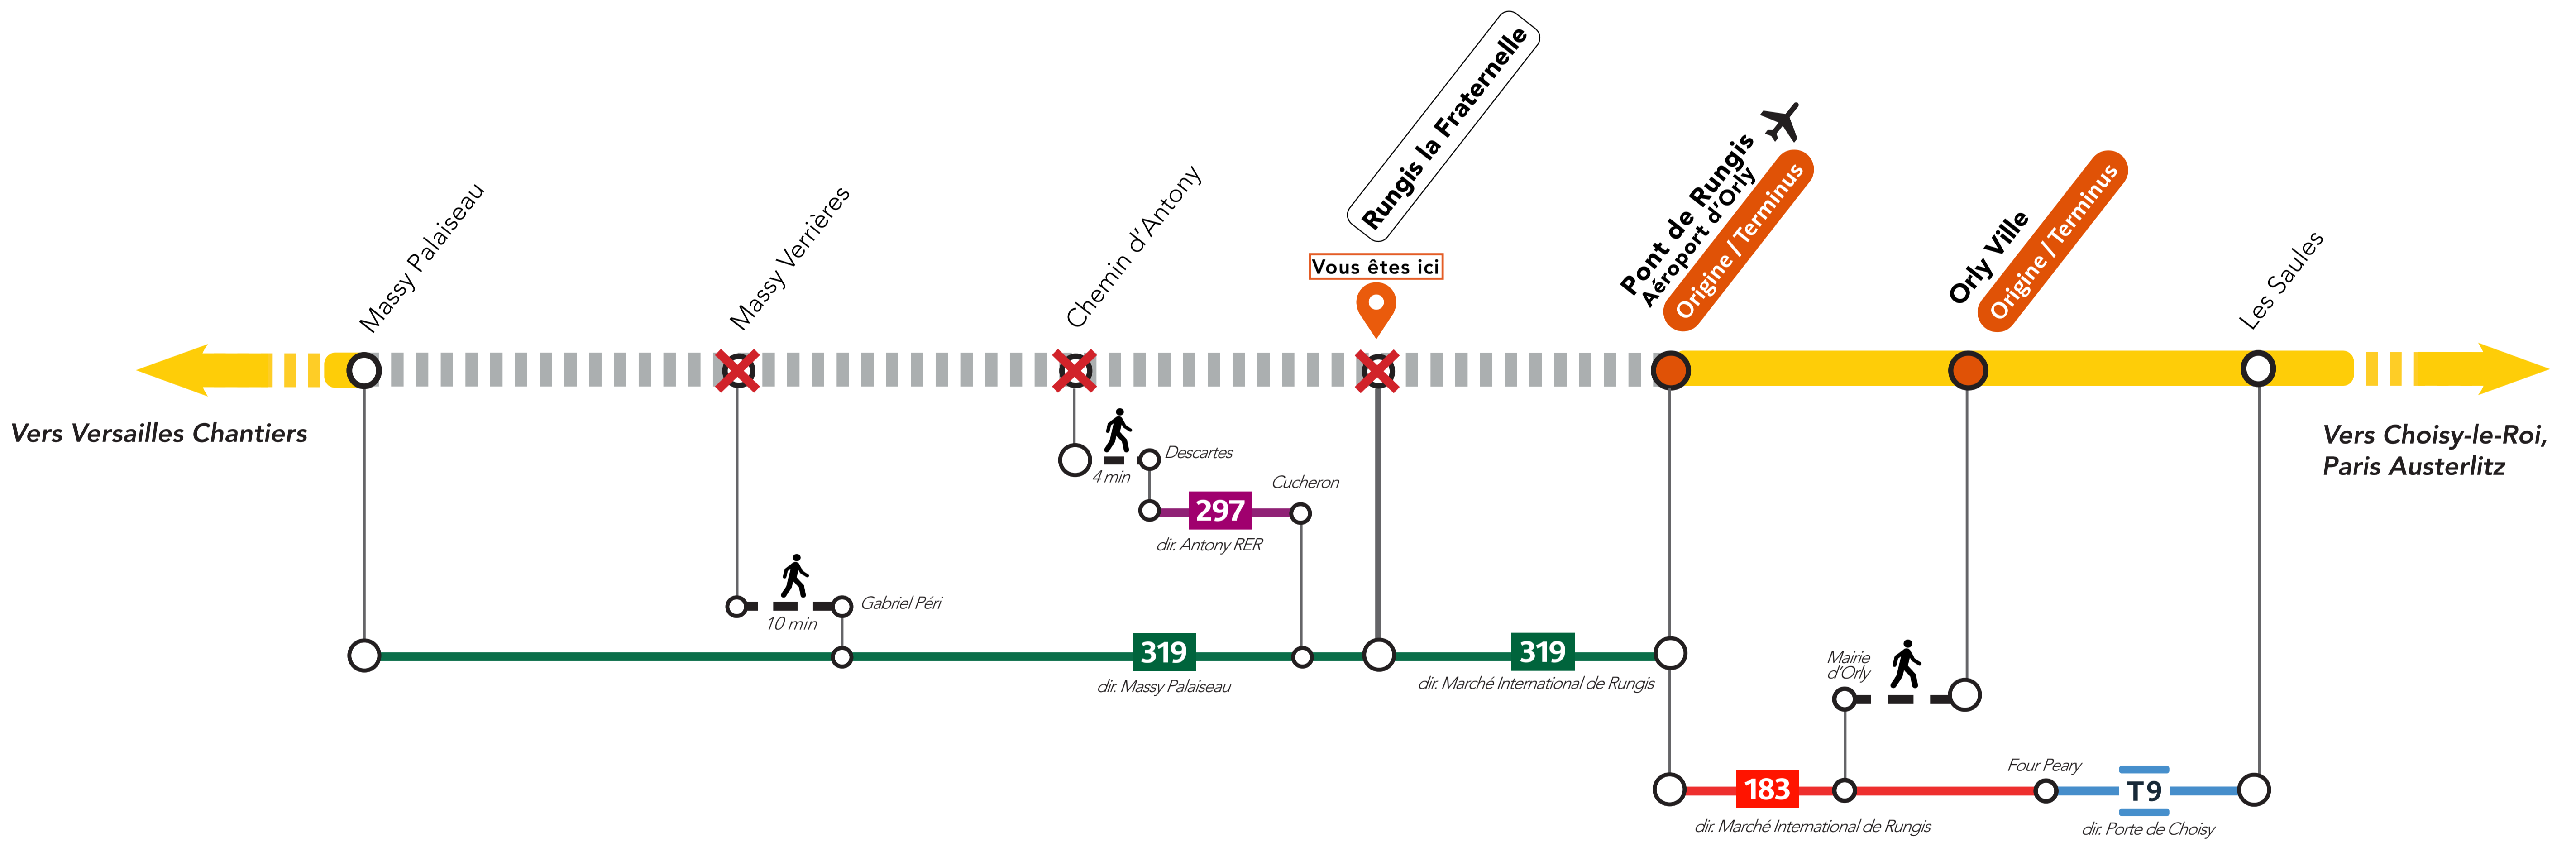 Massy Palaiseau
Massy Verrières
Chemin d'Antony
Rungis la Fraternelle
Vous êtes ici
Pont de Rungis
Aéroport d'Orly
Origine / Terminus
Orly Ville
Origine / Terminus
Les Saules
Vers Versailles Chantiers
Vers Choisy-le-Roi,
Paris Austerlitz
4 min
Descartes
Cucheron
297
dir. Antony RER
10 min
Gabriel Péri
319
dir. Massy Palaiseau
319
dir. Marché International de Rungis
Mairie
d'Orly
183
dir. Marché International de Rungis
Four Peary
T9
dir. Porte de Choisy